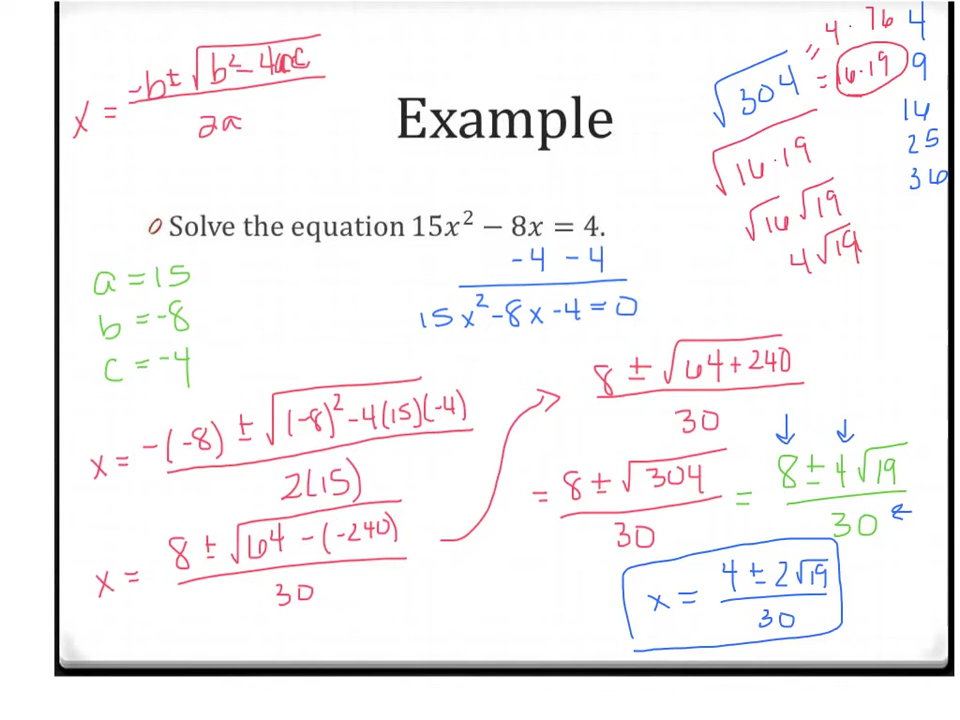 x = -b ± √b² - 4ac / 2a
Example
√304 = 4·76
= 16·19
√16·19
√16 √19
4√19
4
9
16
25
36
Solve the equation 15x² − 8x = 4.
-4 -4
15x² - 8x - 4 = 0
a = 15
b = -8
c = -4
x = -(-8) ± √(-8)² - 4(15)(-4) / 2(15)
x = 8 ± √64 - (-240) / 30
8 ± √64 + 240 / 30
= 8 ± √304 / 30 = 8 ± 4√19 / 30
x = 4 ± 2√19 / 30